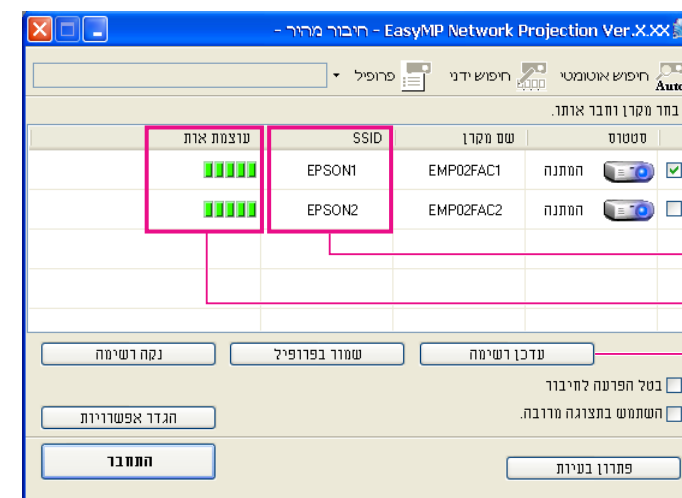 EasyMP Network Projection Ver.X.XX - חיבור מהיר -
חיפוש אוטומטי חיפוש ידני פרופיל
בחר מקרן וחבר אותו.
סטטוס שם מקרן SSID עוצמת אות
המתנה EMP02FAC1 EPSON1
המתנה EMP02FAC2 EPSON2
עדכן רשימה שמור בפרופיל נקה רשימה
בטל הפרעה לחיבור
השתמש בתצוגה מרובה. הגדר אפשרויות
פתרון בעיות התחבר